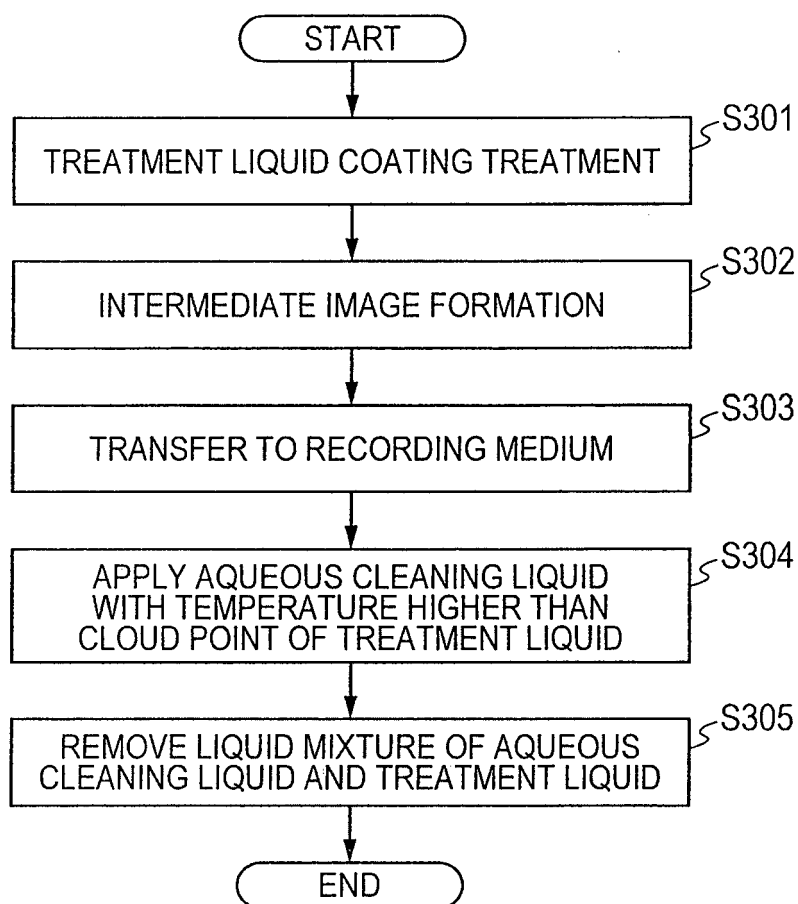 START
S301
TREATMENT LIQUID COATING TREATMENT
S302
INTERMEDIATE IMAGE FORMATION
S303
TRANSFER TO RECORDING MEDIUM
S304
APPLY AQUEOUS CLEANING LIQUID
WITH TEMPERATURE HIGHER THAN
CLOUD POINT OF TREATMENT LIQUID
S305
REMOVE LIQUID MIXTURE OF AQUEOUS
CLEANING LIQUID AND TREATMENT LIQUID
END